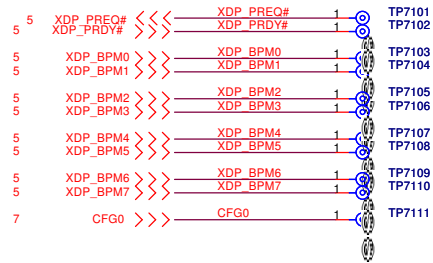 5 XDP_PREQ# XDP_PREQ# 1 TP7101
5 XDP_PRDY# XDP_PRDY# 1 TP7102
5 XDP_BPM0 XDP_BPM0 1 TP7103
5 XDP_BPM1 XDP_BPM1 1 TP7104
5 XDP_BPM2 XDP_BPM2 1 TP7105
5 XDP_BPM3 XDP_BPM3 1 TP7106
5 XDP_BPM4 XDP_BPM4 1 TP7107
5 XDP_BPM5 XDP_BPM5 1 TP7108
5 XDP_BPM6 XDP_BPM6 1 TP7109
5 XDP_BPM7 XDP_BPM7 1 TP7110
7 CFG0 CFG0 1 TP7111